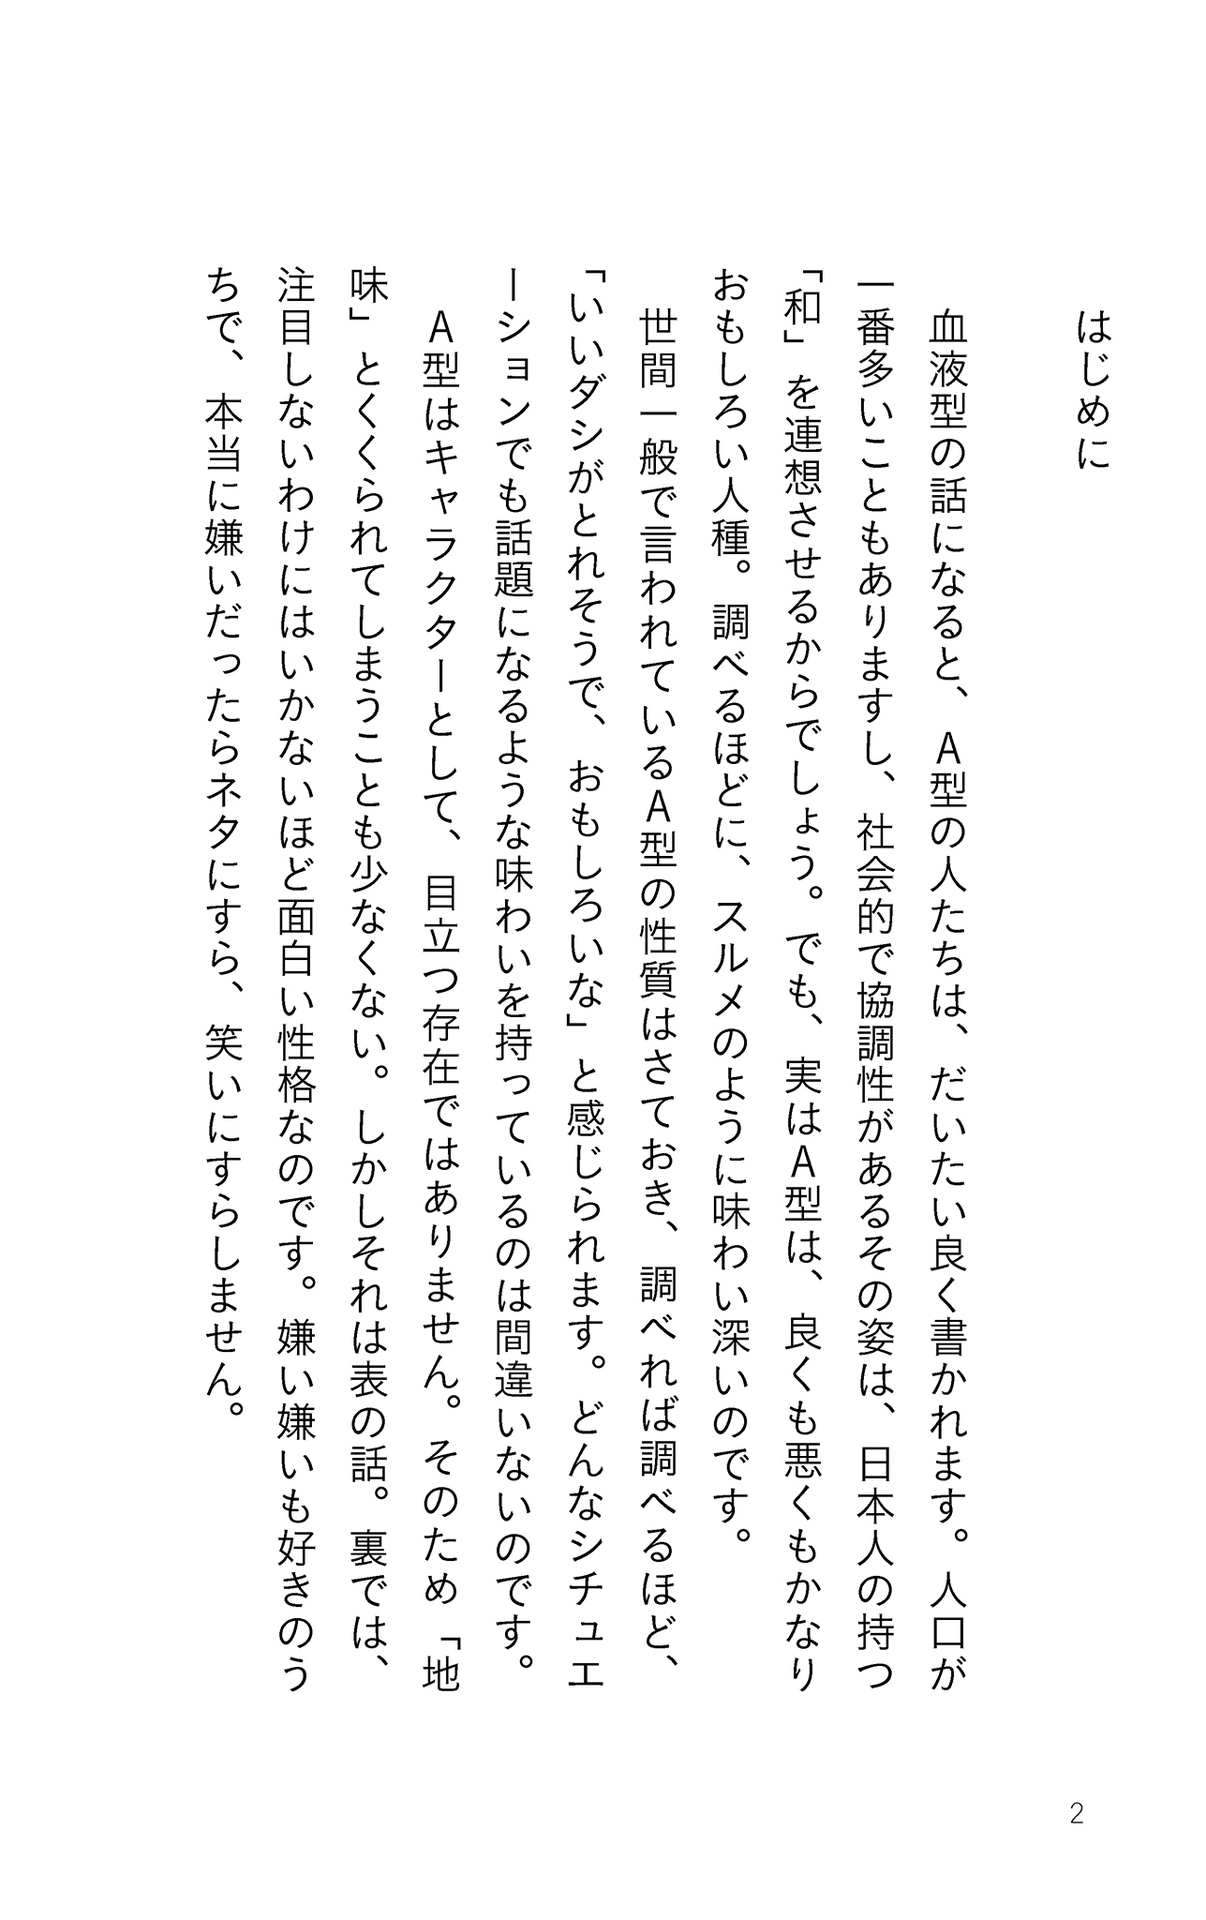 はじめに
血液型の話になると、A型の人たちは、だいたい良く書かれます。人口が
一番多いこともありますし、社会的で協調性があるその姿は、日本人の持つ
「和」を連想させるからでしょう。でも、実はA型は、良くも悪くもかなり
おもしろい人種。調べるほどに、スルメのように味わい深いのです。
世間一般で言われているA型の性質はさておき、調べれば調べるほど、
「いいダシがとれそうで、おもしろいな」と感じられます。どんなシチュエ
ーションでも話題になるような味わいを持っているのは間違いないのです。
A型はキャラクターとして、目立つ存在ではありません。そのため「地
味」とくくられてしまうことも少なくない。しかしそれは表の話。裏では、
注目しないわけにはいかないほど面白い性格なのです。嫌い嫌いも好きのう
ちで、本当に嫌いだったらネタにすら、笑いにすらしません。
2